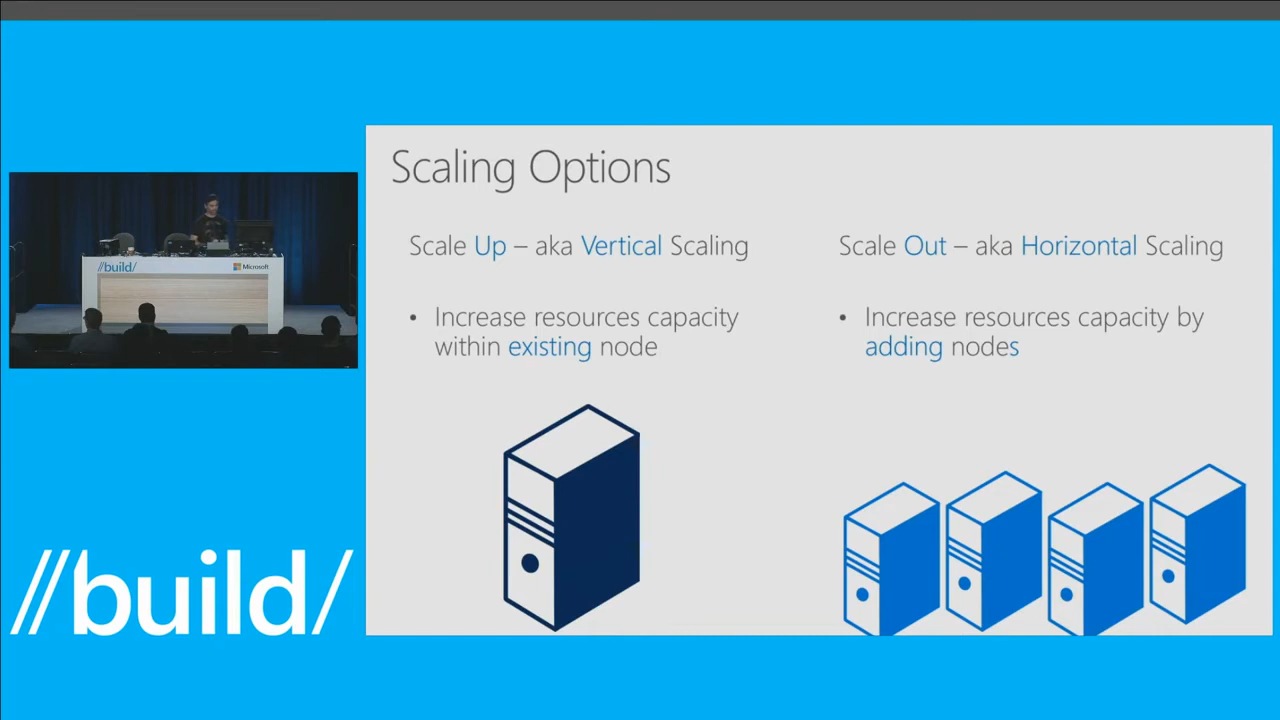 Scaling Options
Scale Up – aka Vertical Scaling
• Increase resources capacity
within existing node
Scale Out – aka Horizontal Scaling
• Increase resources capacity by
adding nodes
//build/
Microsoft
//build/